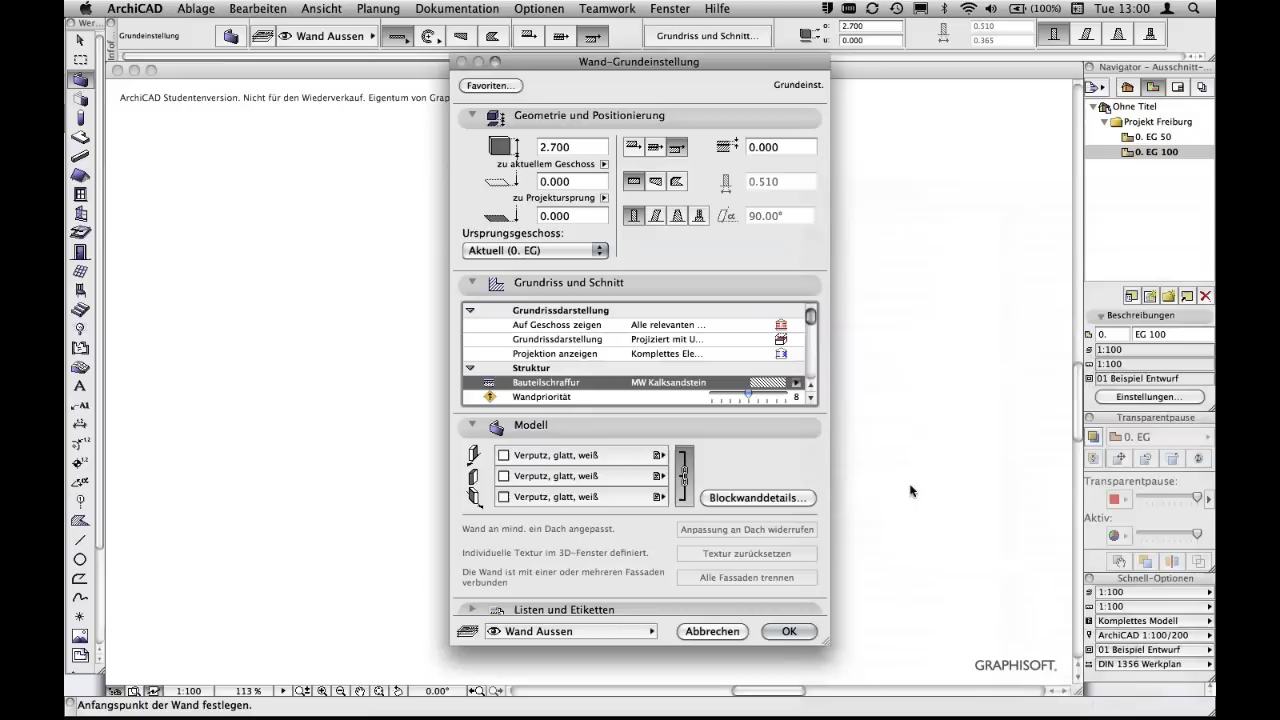 ArchiCAD Ablage Bearbeiten Ansicht Planung Dokumentation Optionen Teamwork Fenster Hilfe (100%) Tue 13:00
Wer...
Grundeinstellung
Wand Aussen
Grundriss und Schnitt...
o: 2.700
u: 0.000
0.510
0.365
Infof
ArchiCAD Studentenversion. Nicht für den Wiederverkauf. Eigentum von Grap
Wand-Grundeinstellung
Favoriten...
Grundeinst.
Geometrie und Positionierung
2.700
0.000
zu aktuellem Geschoss
0.000
0.510
zu Projektursprung
0.000
90.00°
Ursprungsgeschoss:
Aktuell (0. EG)
Grundriss und Schnitt
Grundrissdarstellung
Auf Geschoss zeigen Alle relevanten ...
Grundrissdarstellung Projiziert mit U...
Projektion anzeigen Komplettes Ele...
Struktur
Bauteilschraffur MW Kalksandstein
Wandpriorität 8
Modell
Verputz, glatt, weiß
Verputz, glatt, weiß
Verputz, glatt, weiß
Blockwanddetails...
Wand an mind. ein Dach angepasst.
Anpassung an Dach widerrufen
Individuelle Textur im 3D-Fenster definiert.
Textur zurücksetzen
Die Wand ist mit einer oder mehreren Fassaden
verbunden
Alle Fassaden trennen
Listen und Etiketten
Wand Aussen
Abbrechen
OK
Navigator - Ausschnitt-...
Ohne Titel
Projekt Freiburg
0. EG 50
0. EG 100
Beschreibungen
0. EG 100
1:100
1:100
01 Beispiel Entwurf
Einstellungen...
Transparentpause
0. EG
Transparentpause:
Aktiv:
Schnell-Optionen
1:100
1:100
Komplettes Modell
ArchiCAD 1:100/200
01 Beispiel Entwurf
DIN 1356 Werkplan
GRAPHISOFT.
1:100 113 % 0.00°
Anfangspunkt der Wand festlegen.